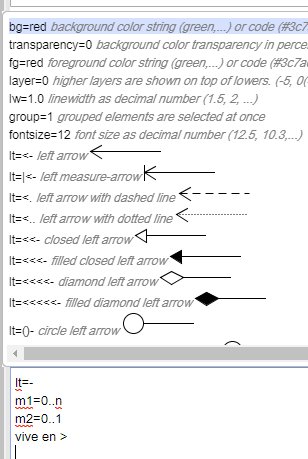 bg=red background color string (green,...) or code (#3c7a
transparency=0 background color transparency in perce
fg=red foreground color string (green,...) or code (#3c7a
layer=0 higher layers are shown on top of lowers. (-5, 0(
lw=1.0 linewidth as decimal number (1.5, 2, ...)
group=1 grouped elements are selected at once
fontsize=12 font size as decimal number (12.5, 10.3,...)
lt=<- left arrow
lt=|<- left measure-arrow
lt=<. left arrow with dashed line
lt=<.. left arrow with dotted line
lt=<<- closed left arrow
lt=<<<- filled closed left arrow
lt=<<<<- diamond left arrow
lt=<<<<<- filled diamond left arrow
lt=()- circle left arrow
lt=-
m1=0..n
m2=0..1
vive en >